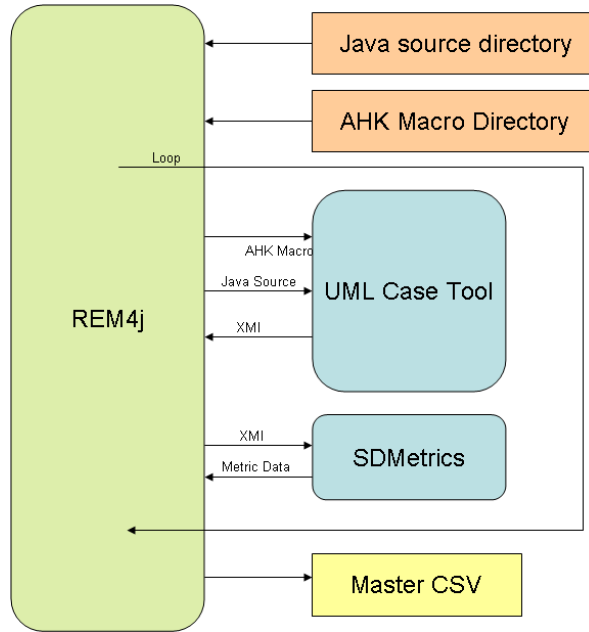 Java source directory
AHK Macro Directory
Loop
AHK Macro
Java Source
UML Case Tool
REM4j
XMI
XMI
SDMetrics
Metric Data
Master CSV